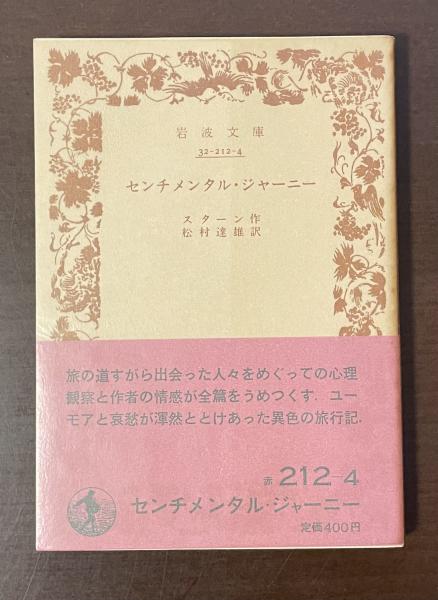 岩波文庫
32-212-4
センチメンタル・ジャーニー
スターン作
松村達雄訳
旅の道すがら出会った人々をめぐっての心理
観察と作者の情感が全篇をうめつくす．ユー
モアと哀愁が渾然ととけあった異色の旅行記．
赤 212-4
センチメンタル・ジャーニー
定価400円